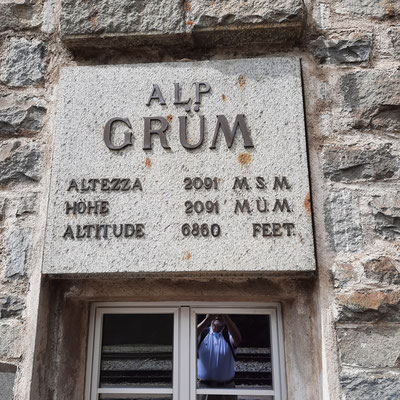 ALP
GRÜM
ALTEZZA 2091 M.S.M.
HÖHE 2091 M.Ü.M.
ALTITUDE 6860 FEET.